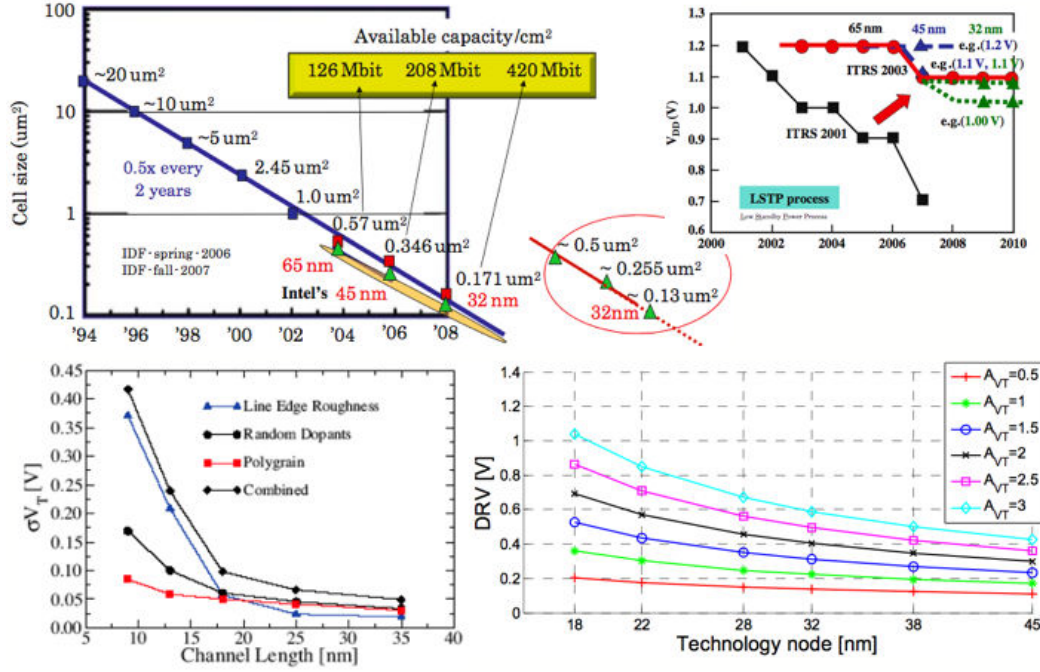 100
10
1
0.1
Cell size (um²)
'94
'96
'98
'00
'02
'04
'06
'08
Available capacity/cm²
126 Mbit 208 Mbit 420 Mbit
~20 um²
~10 um²
~5 um²
2.45 um²
1.0 um²
0.57 um²
0.346 um²
0.171 um²
0.5x every
2 years
IDF-spring-2006
IDF-fall-2007
65 nm
Intel's 45 nm
32 nm
~ 0.5 um²
~ 0.255 um²
~ 0.13 um²
32nm
1.3
1.2
1.1
1.0
0.9
0.8
0.7
0.6
V_DD (V)
2000 2002 2004 2006 2008 2010
65 nm 45 nm 32 nm
e.g.(1.2 V)
e.g.(1.1 V, 1.1 V)
ITRS 2003
e.g.(1.00 V)
ITRS 2001
LSTP process
Low Standby Power Process
0.45
0.40
0.35
0.30
0.25
0.20
0.15
0.10
0.05
0.00
σV_T [V]
5 10 15 20 25 30 35 40
Channel Length [nm]
Line Edge Roughness
Random Dopants
Polygrain
Combined
1.4
1.2
1
0.8
0.6
0.4
0.2
0
DRV [V]
18 22 28 32 38 45
Technology node [nm]
A_VT=0.5
A_VT=1
A_VT=1.5
A_VT=2
A_VT=2.5
A_VT=3